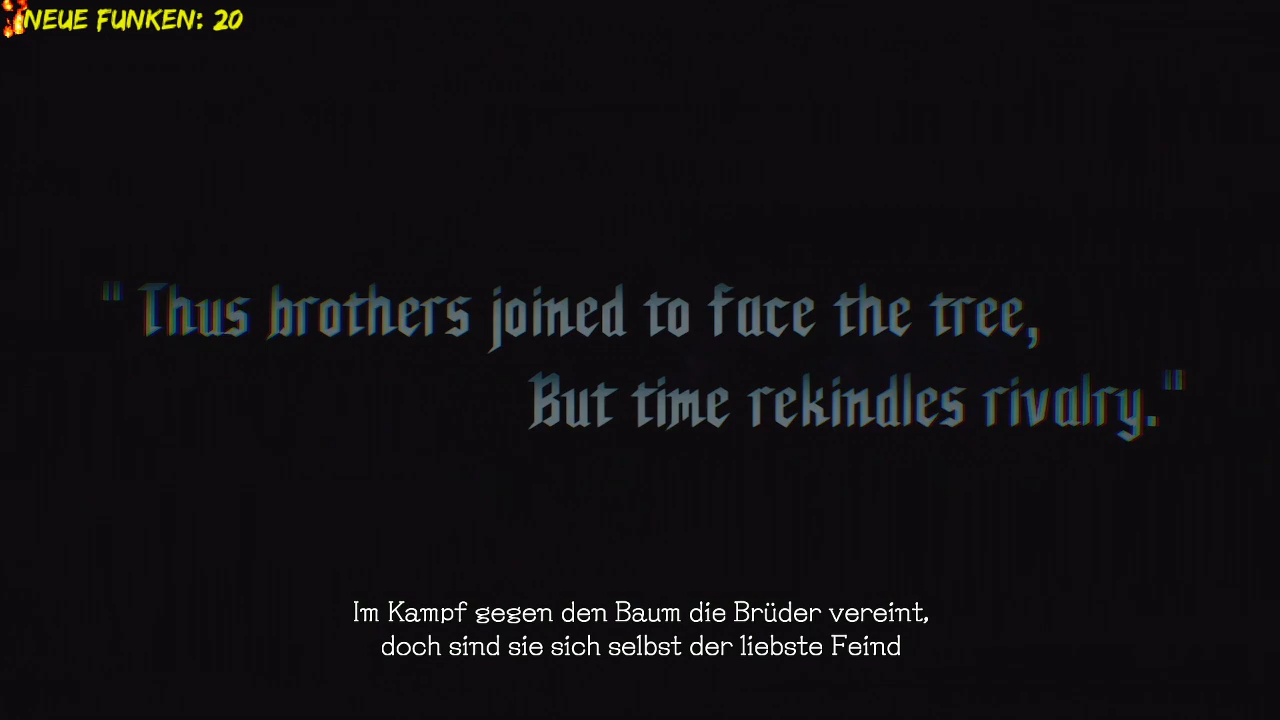 NEUE FUNKEN: 20
" Thus brothers joined to face the tree,
But time rekindles rivalry."
Im Kampf gegen den Baum die Brüder vereint,
doch sind sie sich selbst der liebste Feind